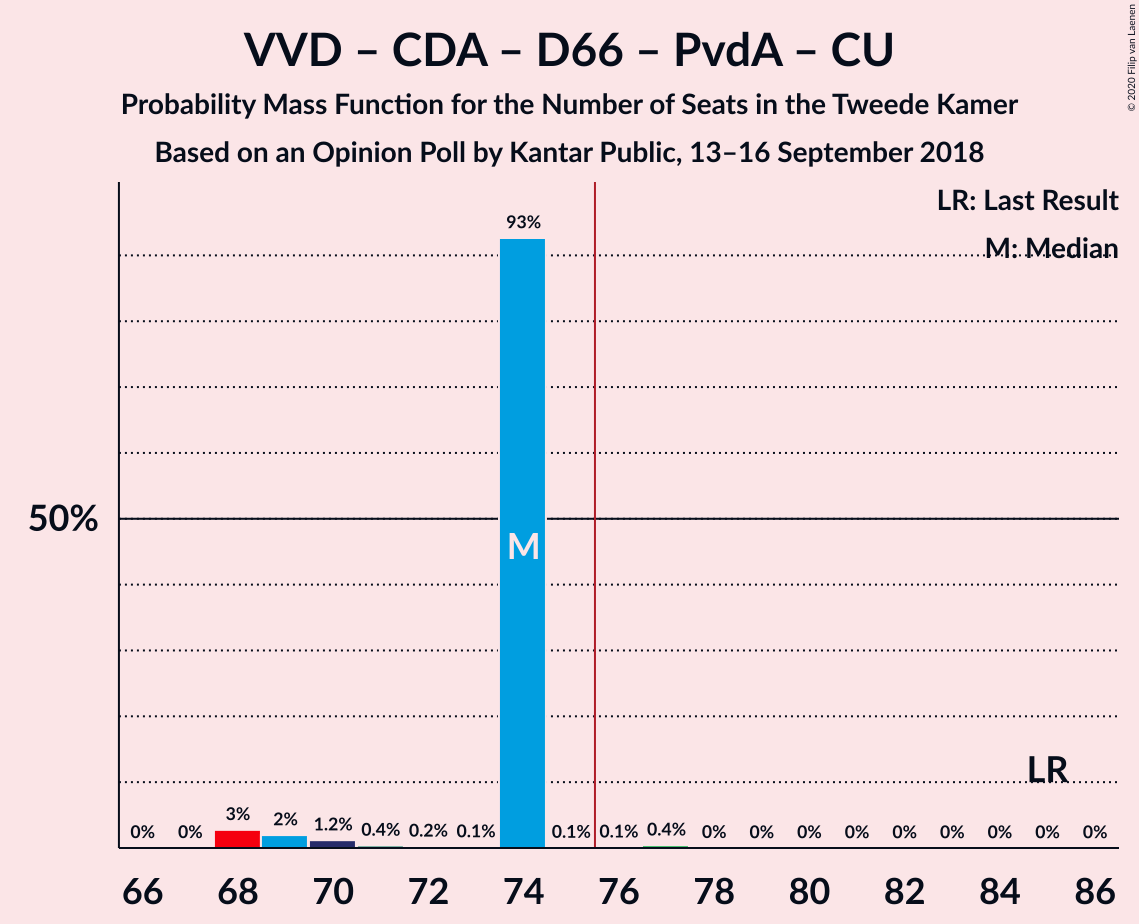 VVD – CDA – D66 – PvdA – CU
Probability Mass Function for the Number of Seats in the Tweede Kamer
Based on an Opinion Poll by Kantar Public, 13–16 September 2018
© 2020 Filip van Laenen
LR: Last Result
M: Median
93%
50%
M
LR
0% 0% 3% 2% 1.2% 0.4% 0.2% 0.1% 0.1% 0.1% 0.4% 0% 0% 0% 0% 0% 0% 0% 0% 0%
66 68 70 72 74 76 78 80 82 84 86